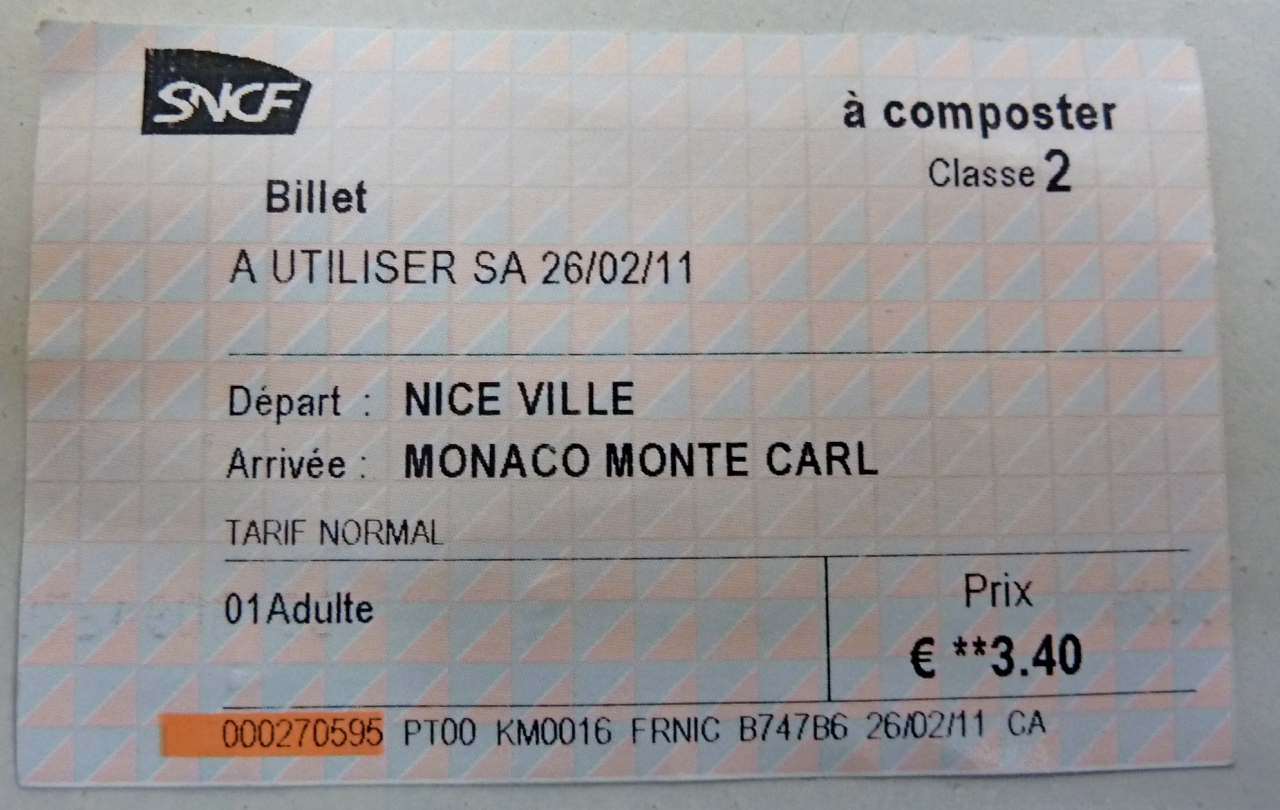 SNCF
à composter
Classe 2
Billet
A UTILISER SA 26/02/11
Départ : NICE VILLE
Arrivée : MONACO MONTE CARL
TARIF NORMAL
01Adulte
Prix
€ **3.40
000270595 PT00 KM0016 FRNIC B747B6 26/02/11 CA